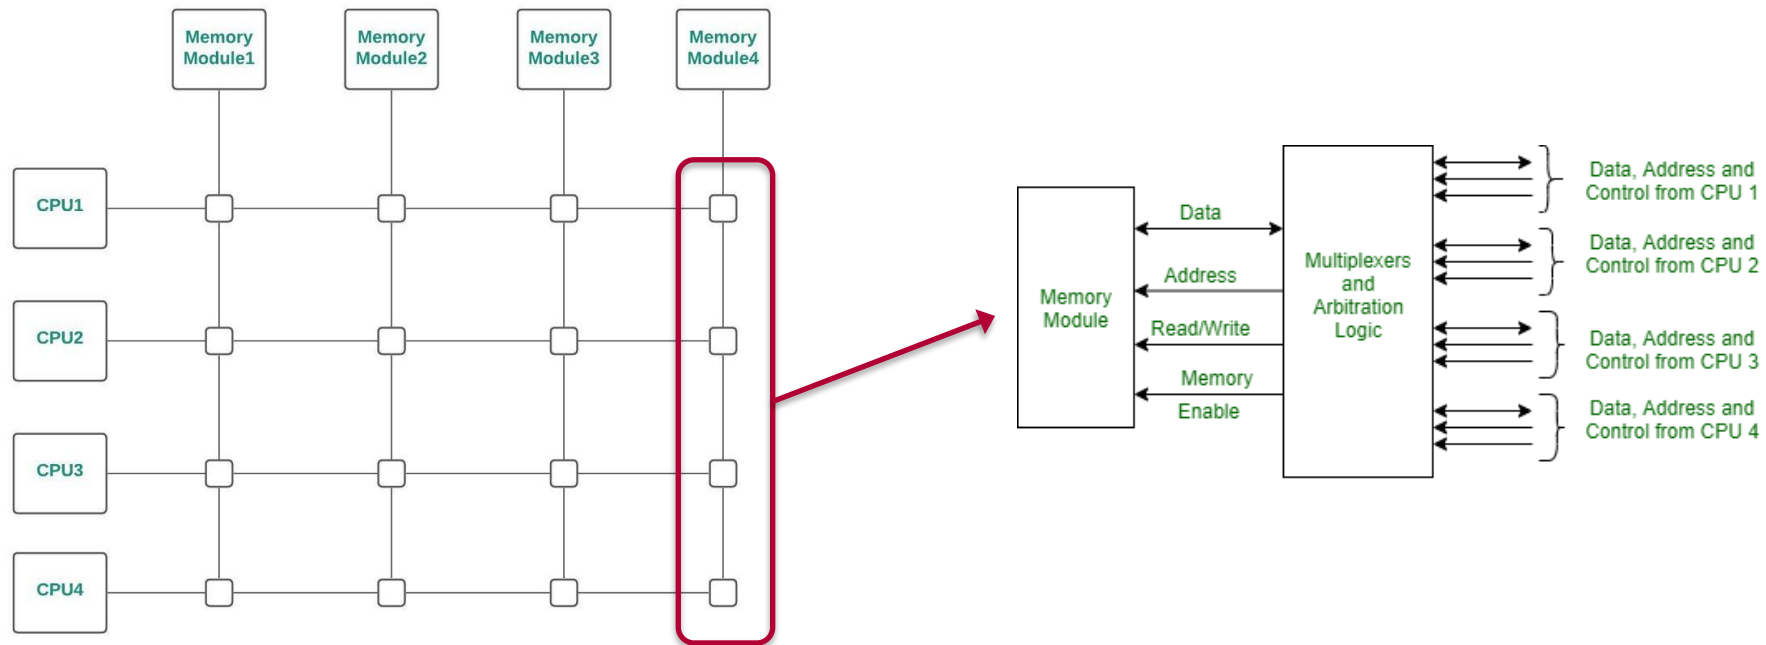 Memory
Module1
Memory
Module2
Memory
Module3
Memory
Module4
CPU1
CPU2
CPU3
CPU4
Memory
Module
Data
Address
Read/Write
Memory
Enable
Multiplexers
and
Arbitration
Logic
Data, Address and
Control from CPU 1
Data, Address and
Control from CPU 2
Data, Address and
Control from CPU 3
Data, Address and
Control from CPU 4